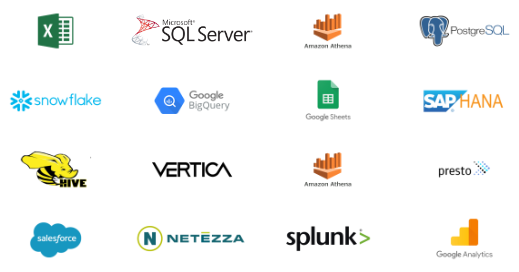 X
Microsoft®
SQL Server®
Amazon Athena
PostgreSQL
snowflake
Google
BigQuery
Google Sheets
SAP HANA
HIVE
VERTICA
Amazon Athena
presto
salesforce
N NETEZZA
splunk>
Google Analytics